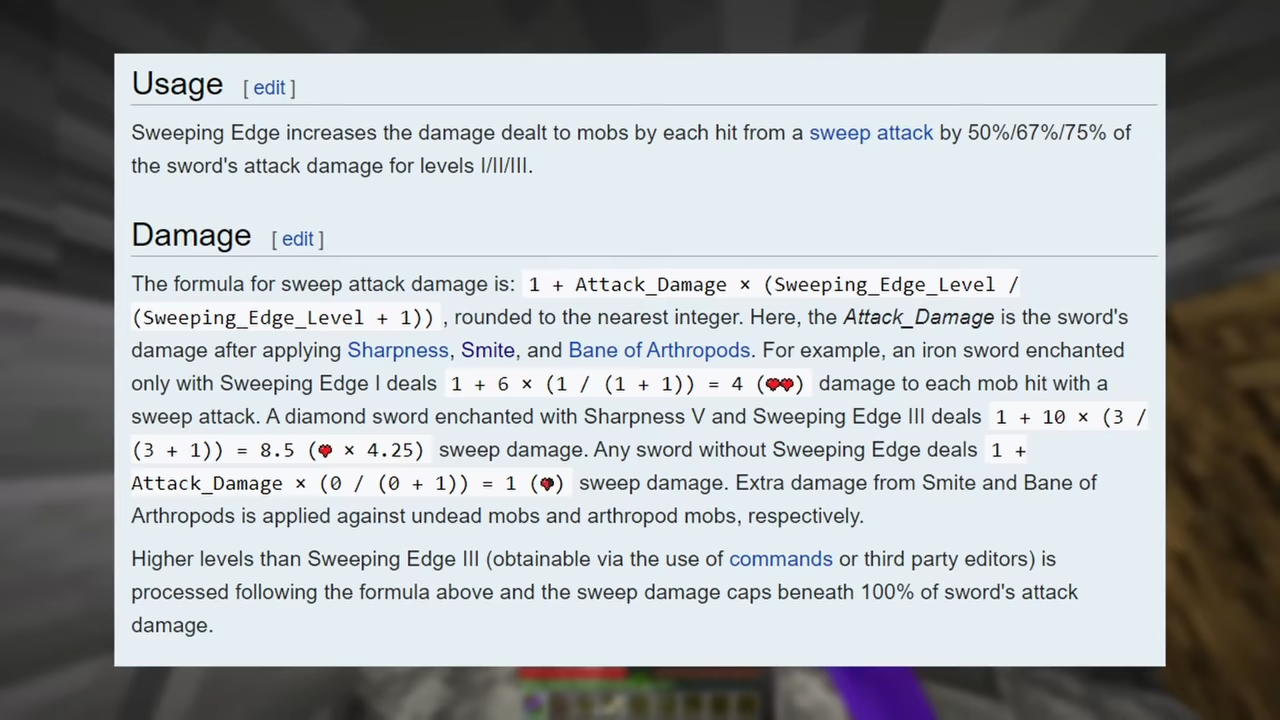 Usage [ edit ]
Sweeping Edge increases the damage dealt to mobs by each hit from a sweep attack by 50%/67%/75% of
the sword's attack damage for levels I/II/III.
Damage [ edit ]
The formula for sweep attack damage is: 1 + Attack_Damage × (Sweeping_Edge_Level /
(Sweeping_Edge_Level + 1)) , rounded to the nearest integer. Here, the Attack_Damage is the sword's
damage after applying Sharpness, Smite, and Bane of Arthropods. For example, an iron sword enchanted
only with Sweeping Edge I deals 1 + 6 × (1 / (1 + 1)) = 4 (♥♥) damage to each mob hit with a
sweep attack. A diamond sword enchanted with Sharpness V and Sweeping Edge III deals 1 + 10 × (3 /
(3 + 1)) = 8.5 (♥ × 4.25) sweep damage. Any sword without Sweeping Edge deals 1 +
Attack_Damage × (0 / (0 + 1)) = 1 (♥) sweep damage. Extra damage from Smite and Bane of
Arthropods is applied against undead mobs and arthropod mobs, respectively.
Higher levels than Sweeping Edge III (obtainable via the use of commands or third party editors) is
processed following the formula above and the sweep damage caps beneath 100% of sword's attack
damage.